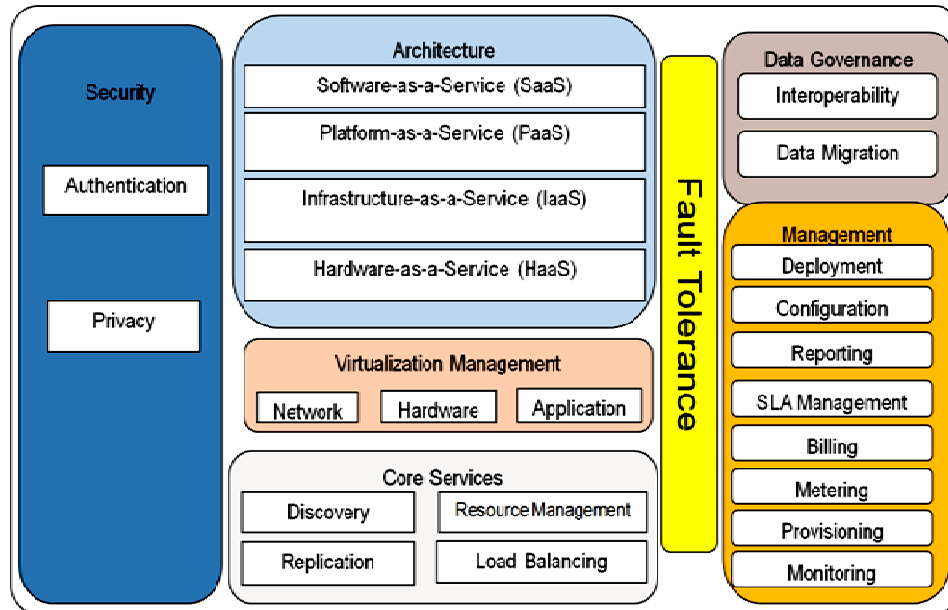 Security
Authentication
Privacy
Architecture
Software-as-a-Service (SaaS)
Platform-as-a-Service (PaaS)
Infrastructure-as-a-Service (IaaS)
Hardware-as-a-Service (HaaS)
Virtualization Management
Network
Hardware
Application
Core Services
Discovery
Resource Management
Replication
Load Balancing
Fault Tolerance
Data Governance
Interoperability
Data Migration
Management
Deployment
Configuration
Reporting
SLA Management
Billing
Metering
Provisioning
Monitoring